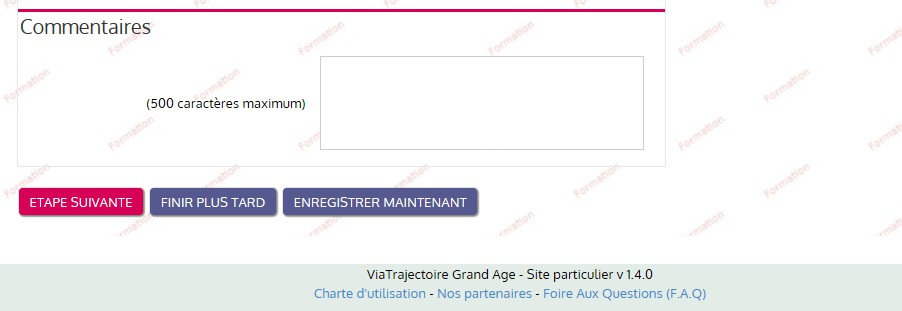 Commentaires
(500 caractères maximum)
ETAPE SUIVANTE FINIR PLUS TARD ENREGISTRER MAINTENANT
ViaTrajectoire Grand Age - Site particulier v 1.4.0
Charte d'utilisation - Nos partenaires - Foire Aux Questions (F.A.Q)
Formation